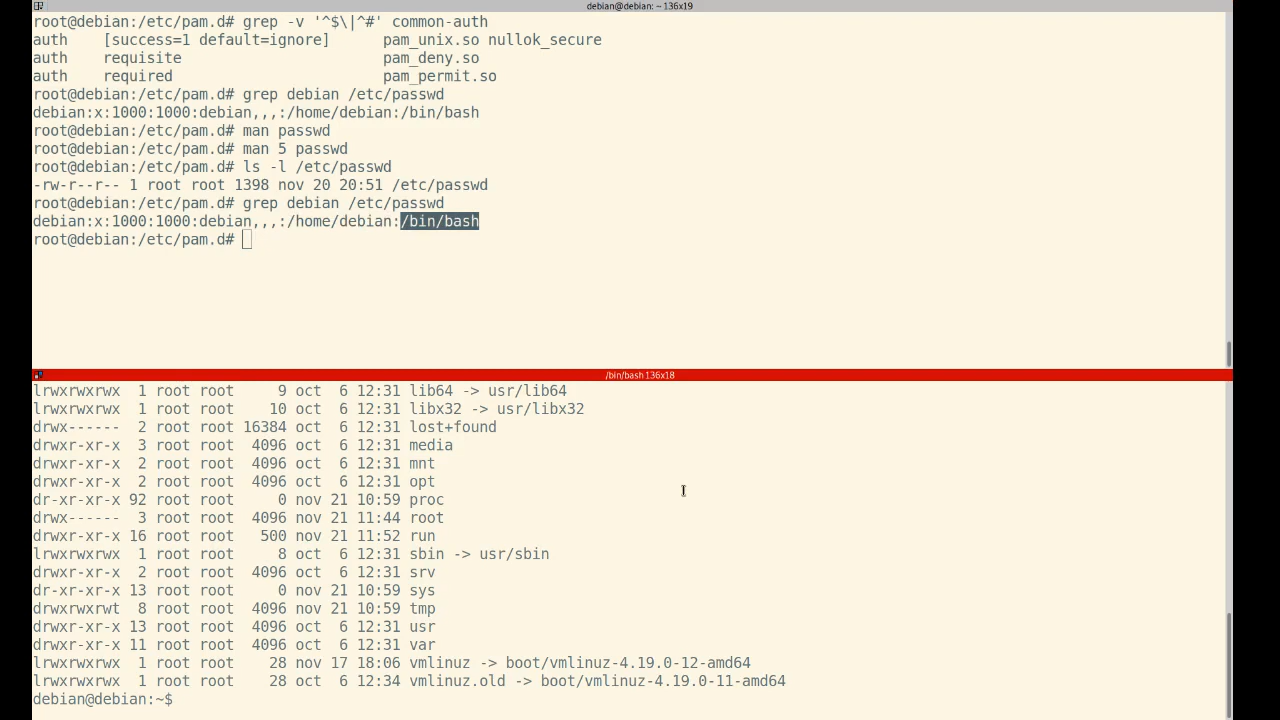 debian@debian: ~ 136x19
root@debian:/etc/pam.d# grep -v '^$\|^#' common-auth
auth    [success=1 default=ignore]      pam_unix.so nullok_secure
auth    requisite                       pam_deny.so
auth    required                        pam_permit.so
root@debian:/etc/pam.d# grep debian /etc/passwd
debian:x:1000:1000:debian,,,:/home/debian:/bin/bash
root@debian:/etc/pam.d# man passwd
root@debian:/etc/pam.d# man 5 passwd
root@debian:/etc/pam.d# ls -l /etc/passwd
-rw-r--r-- 1 root root 1398 nov 20 20:51 /etc/passwd
root@debian:/etc/pam.d# grep debian /etc/passwd
debian:x:1000:1000:debian,,,:/home/debian:/bin/bash
root@debian:/etc/pam.d#
/bin/bash 136x18
lrwxrwxrwx  1 root root     9 oct  6 12:31 lib64 -> usr/lib64
lrwxrwxrwx  1 root root    10 oct  6 12:31 libx32 -> usr/libx32
drwx------  2 root root 16384 oct  6 12:31 lost+found
drwxr-xr-x  3 root root  4096 oct  6 12:31 media
drwxr-xr-x  2 root root  4096 oct  6 12:31 mnt
drwxr-xr-x  2 root root  4096 oct  6 12:31 opt
dr-xr-xr-x 92 root root     0 nov 21 10:59 proc
drwx------  3 root root  4096 nov 21 11:44 root
drwxr-xr-x 16 root root   500 nov 21 11:52 run
lrwxrwxrwx  1 root root     8 oct  6 12:31 sbin -> usr/sbin
drwxr-xr-x  2 root root  4096 oct  6 12:31 srv
dr-xr-xr-x 13 root root     0 nov 21 10:59 sys
drwxrwxrwt  8 root root  4096 nov 21 10:59 tmp
drwxr-xr-x 13 root root  4096 oct  6 12:31 usr
drwxr-xr-x 11 root root  4096 oct  6 12:31 var
lrwxrwxrwx  1 root root    28 nov 17 18:06 vmlinuz -> boot/vmlinuz-4.19.0-12-amd64
lrwxrwxrwx  1 root root    28 oct  6 12:34 vmlinuz.old -> boot/vmlinuz-4.19.0-11-amd64
debian@debian:~$